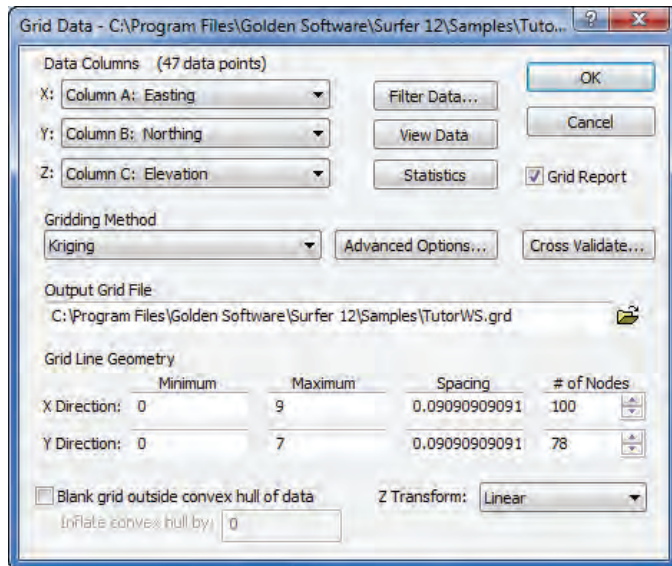 Grid Data - C:\Program Files\Golden Software\Surfer 12\Samples\Tuto...
Data Columns (47 data points)
OK
X: Column A: Easting
Filter Data...
Y: Column B: Northing
View Data
Cancel
Z: Column C: Elevation
Statistics
Grid Report
Gridding Method
Kriging
Advanced Options...
Cross Validate...
Output Grid File
C:\Program Files\Golden Software\Surfer 12\Samples\TutorWS.grd
Grid Line Geometry
Minimum Maximum Spacing # of Nodes
X Direction: 0 9 0.09090909091 100
Y Direction: 0 7 0.09090909091 78
Blank grid outside convex hull of data
Z Transform: Linear
Inflate convex hull by: 0